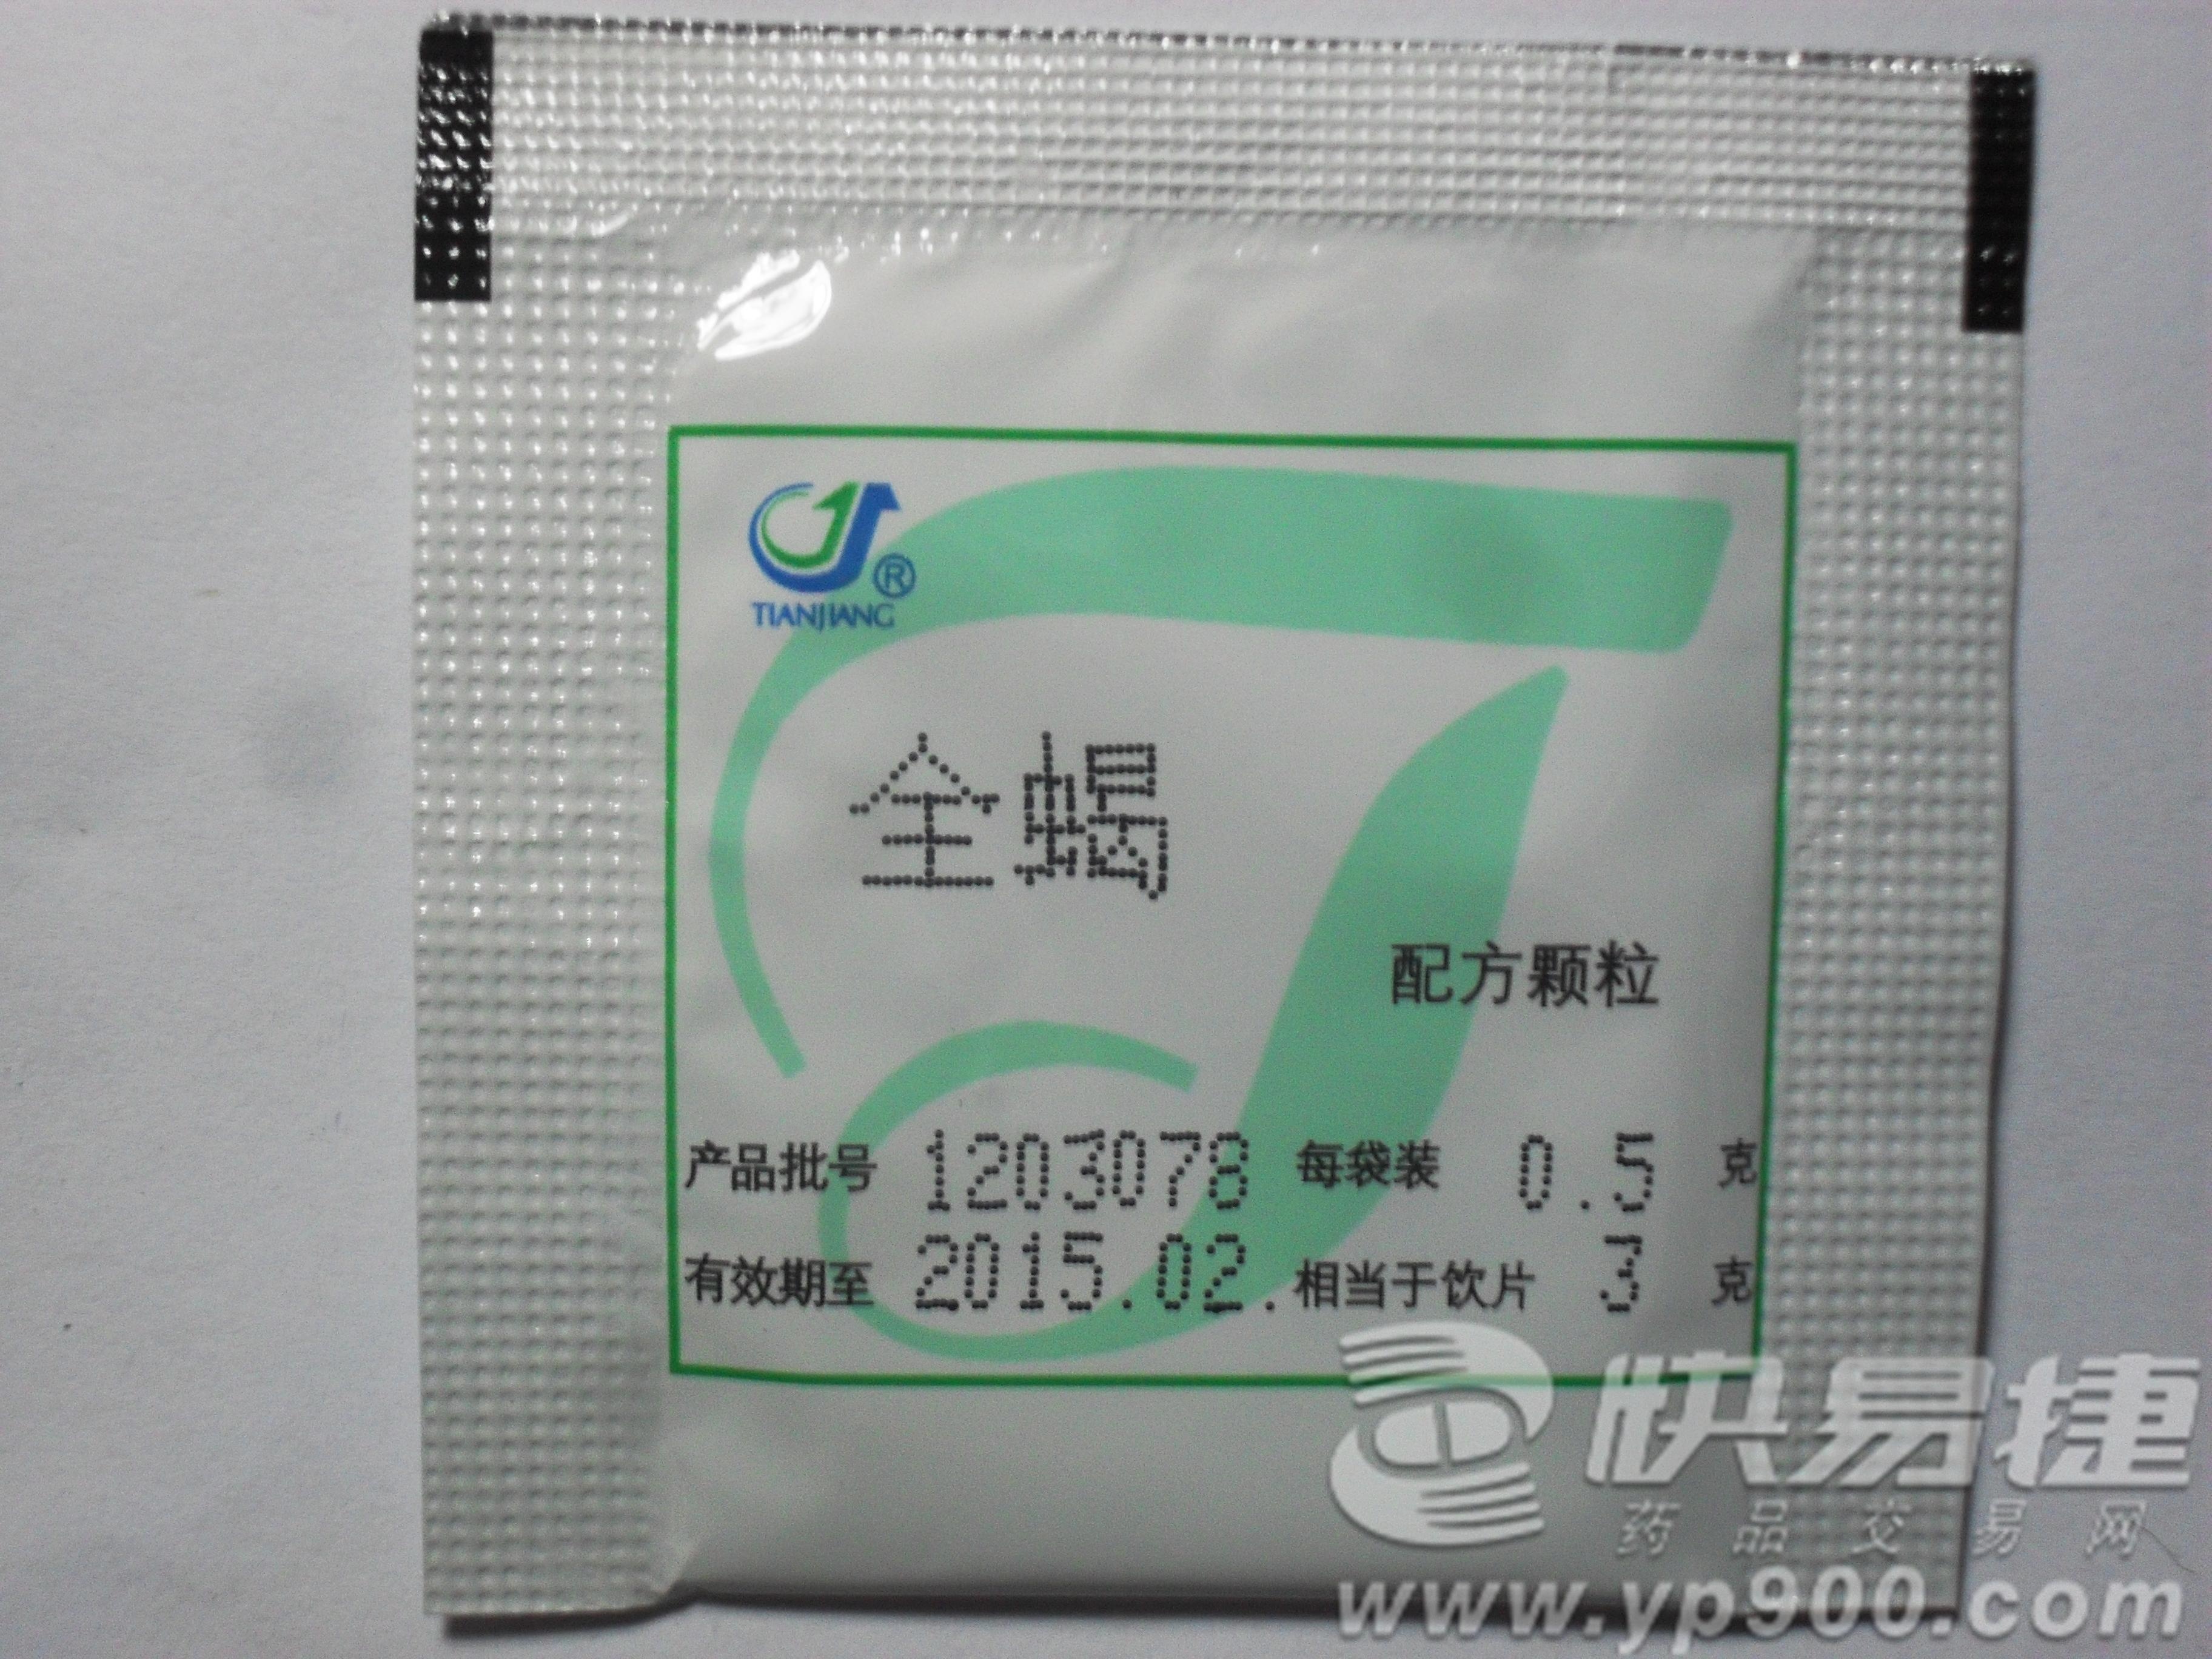 TIANJIANG
全蝎
配方颗粒
产品批号 1203078 每袋装 0.5 克
有效期至 2015.02. 相当于饮片 3 克
快易捷
药品交易网
www.yp900.com